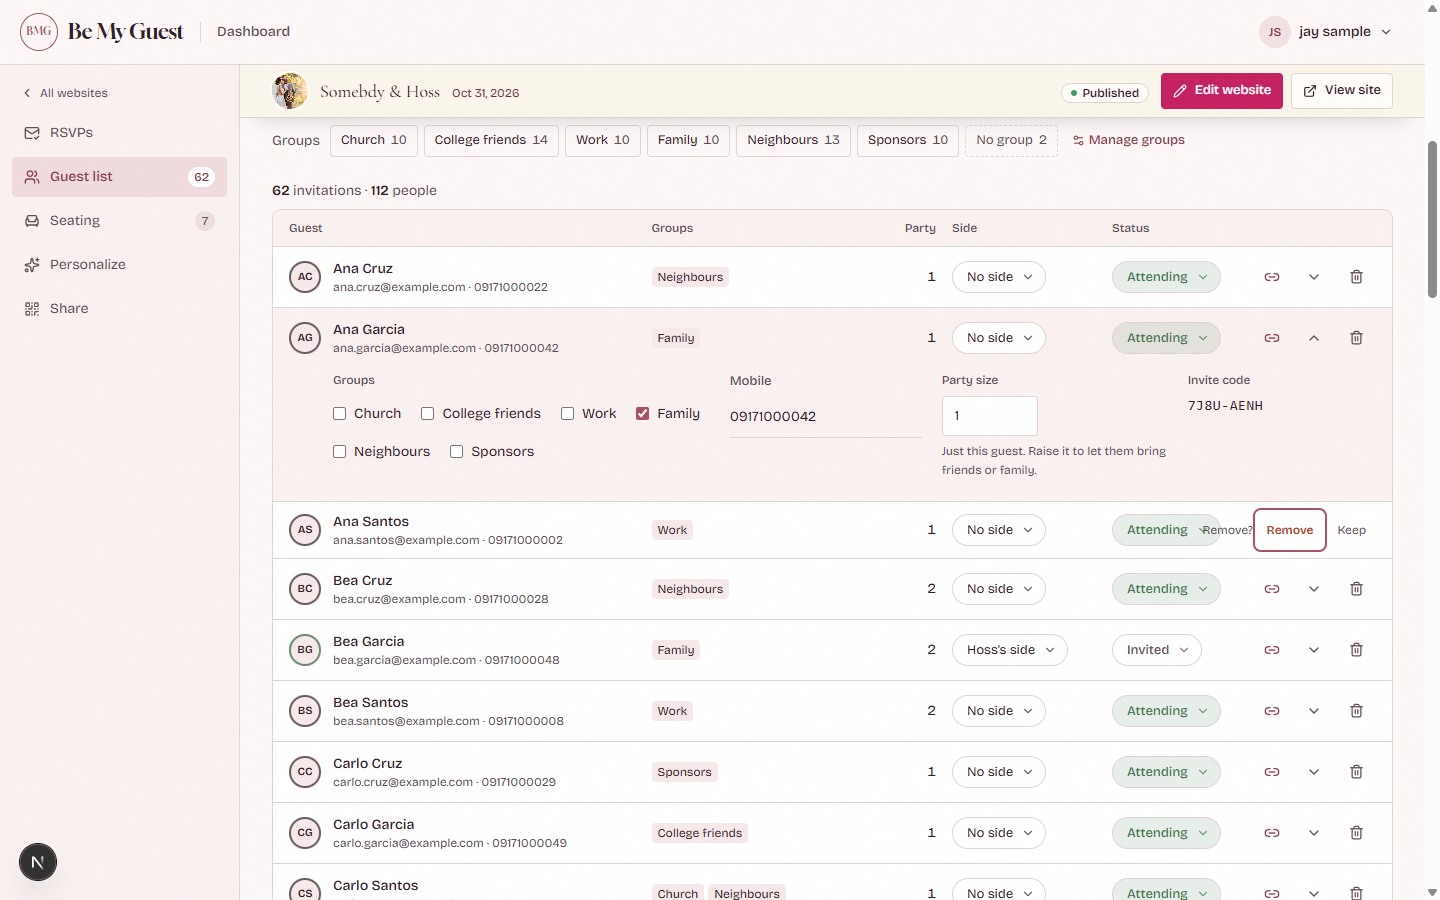 BMG Be My Guest Dashboard JS jay sample
All websites
RSVPs
Guest list 62
Seating 7
Personalize
Share
Somebdy & Hoss Oct 31, 2026 Published Edit website View site
Groups Church 10 College friends 14 Work 10 Family 10 Neighbours 13 Sponsors 10 No group 2 Manage groups
62 invitations · 112 people
Guest Groups Party Side Status
AC Ana Cruz Neighbours 1 No side Attending
ana.cruz@example.com · 09171000022
AG Ana Garcia Family 1 No side Attending
ana.garcia@example.com · 09171000042
Groups Mobile Party size Invite code
Church College friends Work Family 09171000042 1 7J8U-AENH
Neighbours Sponsors Just this guest. Raise it to let them bring
friends or family.
AS Ana Santos Work 1 No side Attending Remove? Remove Keep
ana.santos@example.com · 09171000002
BC Bea Cruz Neighbours 2 No side Attending
bea.cruz@example.com · 09171000028
BG Bea Garcia Family 2 Hoss's side Invited
bea.garcia@example.com · 09171000048
BS Bea Santos Work 2 No side Attending
bea.santos@example.com · 09171000008
CC Carlo Cruz Sponsors 1 No side Attending
carlo.cruz@example.com · 09171000029
CG Carlo Garcia College friends 1 No side Attending
carlo.garcia@example.com · 09171000049
CS Carlo Santos Church Neighbours 1 No side Attending
N